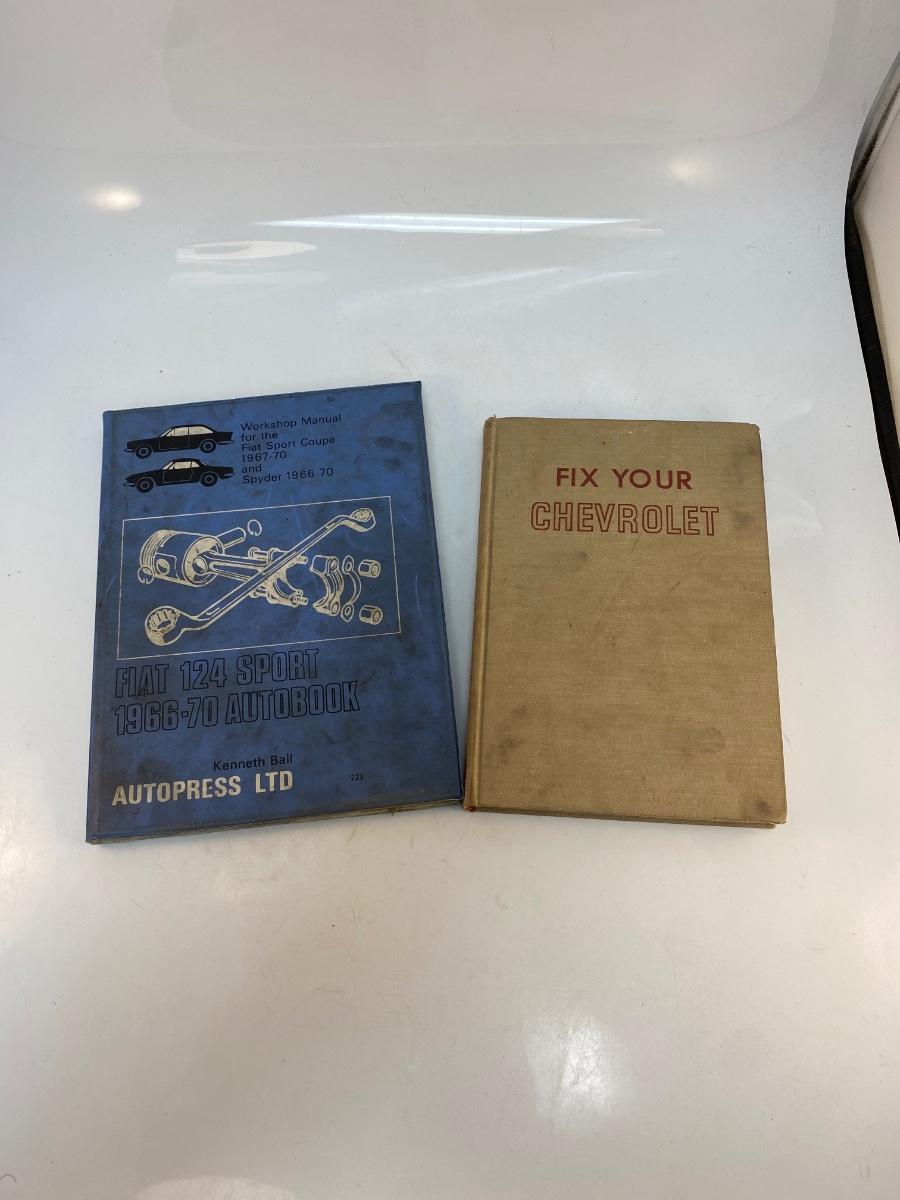 Workshop Manual
for the
Fiat Sport Coupe
1967-70
and
Spyder 1966-70
FIAT 124 SPORT
1966-70 AUTOBOOK
Kenneth Ball
AUTOPRESS LTD
222
FIX YOUR
CHEVROLET